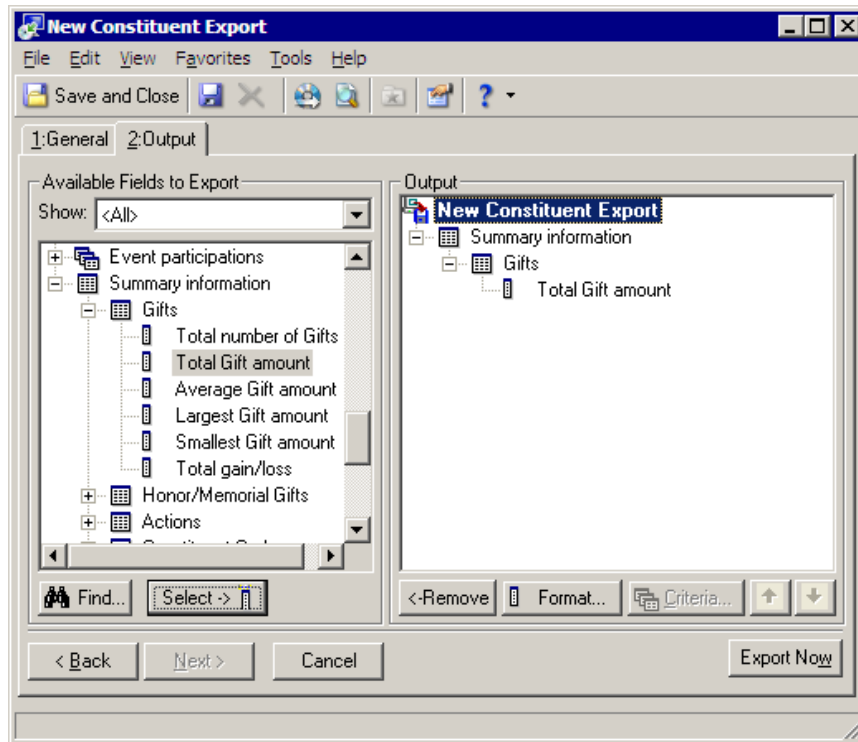 New Constituent Export
File Edit View Favorites Tools Help
Save and Close ?
1:General 2:Output
Available Fields to Export
Show: <All>
Event participations
Summary information
Gifts
Total number of Gifts
Total Gift amount
Average Gift amount
Largest Gift amount
Smallest Gift amount
Total gain/loss
Honor/Memorial Gifts
Actions
Find... Select ->
Output
New Constituent Export
Summary information
Gifts
Total Gift amount
<-Remove Format... Criteria...
< Back Next > Cancel Export Now